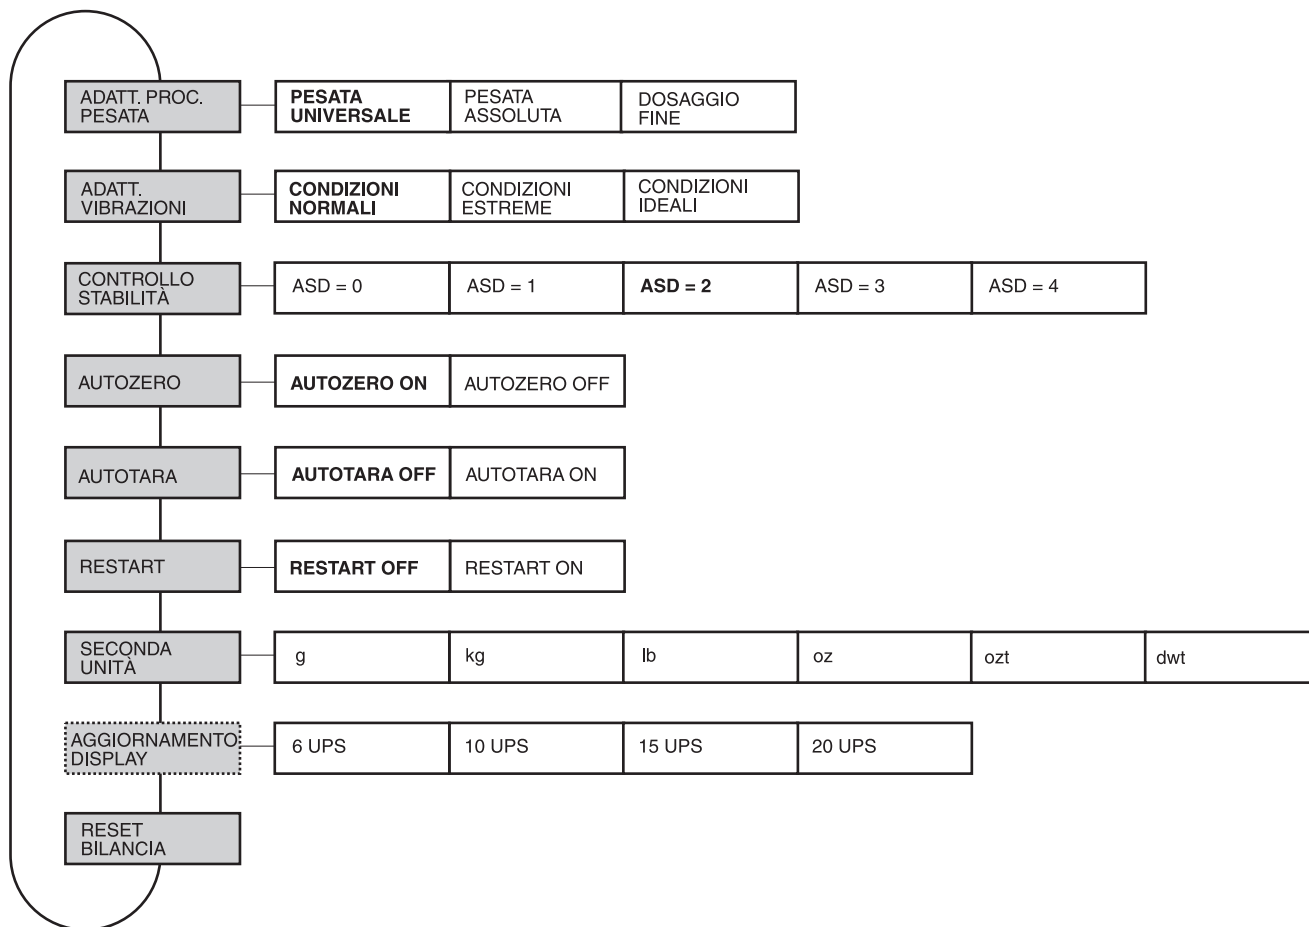 ADATT. PROC.
PESATA
PESATA
UNIVERSALE
PESATA
ASSOLUTA
DOSAGGIO
FINE
ADATT.
VIBRAZIONI
CONDIZIONI
NORMALI
CONDIZIONI
ESTREME
CONDIZIONI
IDEALI
CONTROLLO
STABILITÀ
ASD = 0
ASD = 1
ASD = 2
ASD = 3
ASD = 4
AUTOZERO
AUTOZERO ON
AUTOZERO OFF
AUTOTARA
AUTOTARA OFF
AUTOTARA ON
RESTART
RESTART OFF
RESTART ON
SECONDA
UNITÀ
g
kg
lb
oz
ozt
dwt
AGGIORNAMENTO
DISPLAY
6 UPS
10 UPS
15 UPS
20 UPS
RESET
BILANCIA